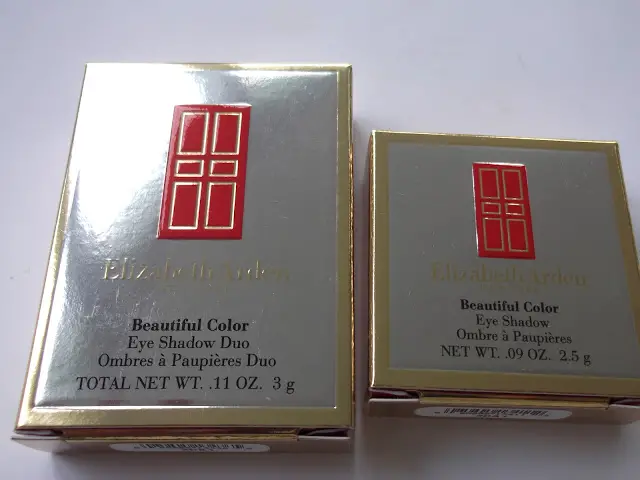 Elizabeth Arden
Beautiful Color
Eye Shadow Duo
Ombres à Paupières Duo
TOTAL NET WT. .11 OZ. 3 g
Elizabeth Arden
Beautiful Color
Eye Shadow
Ombre à Paupières
NET WT. .09 OZ. 2.5 g